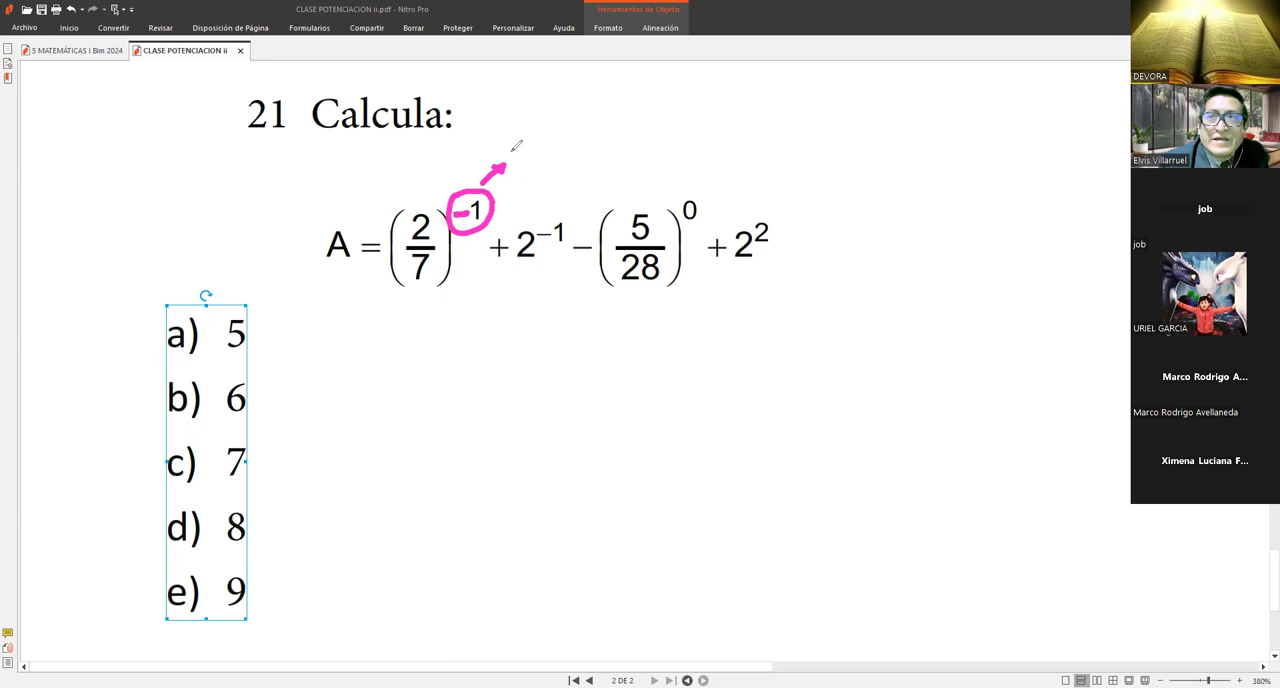 CLASE POTENCIACION ii.pdf - Nitro Pro
Herramientas de Objeto
Archivo Inicio Convertir Revisar Disposición de Página Formularios Compartir Borrar Proteger Personalizar Ayuda Formato Alineación
5 MATEMÁTICAS I Bim 2024 CLASE POTENCIACION ii
21 Calcula:
A = (2/7)^-1 + 2^-1 − (5/28)^0 + 2^2
a) 5
b) 6
c) 7
d) 8
e) 9
DEVORA
Elvis Villarruel
job
job
URIEL GARCIA
Marco Rodrigo A...
Marco Rodrigo Avellaneda
Ximena Luciana F...
2 DE 2
380%